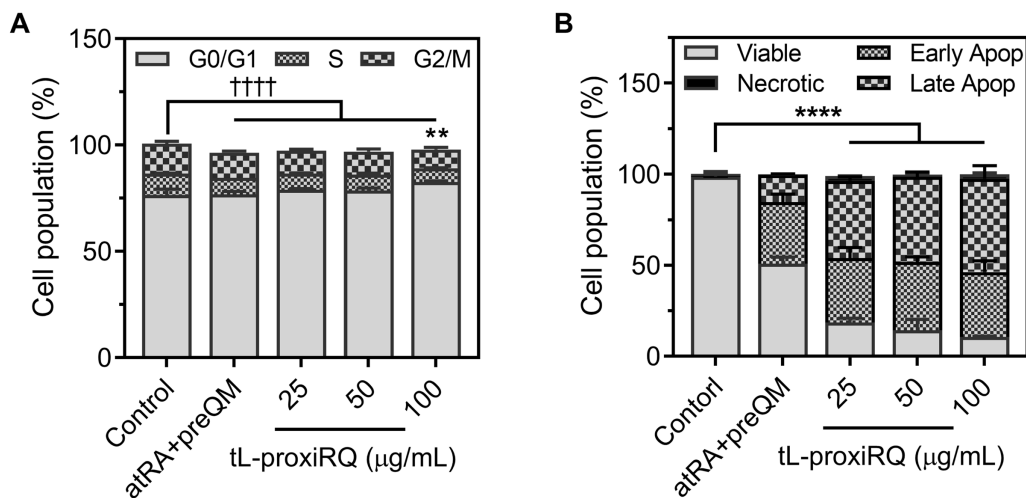 A
Cell population (%)
150
100
50
0
G0/G1 S G2/M
††††
**
Control
atRA+preQM
25
50
100
tL-proxiRQ (μg/mL)
B
Cell population (%)
150
100
50
0
Viable Early Apop
Necrotic Late Apop
****
Contorl
atRA+preQM
25
50
100
tL-proxiRQ (μg/mL)